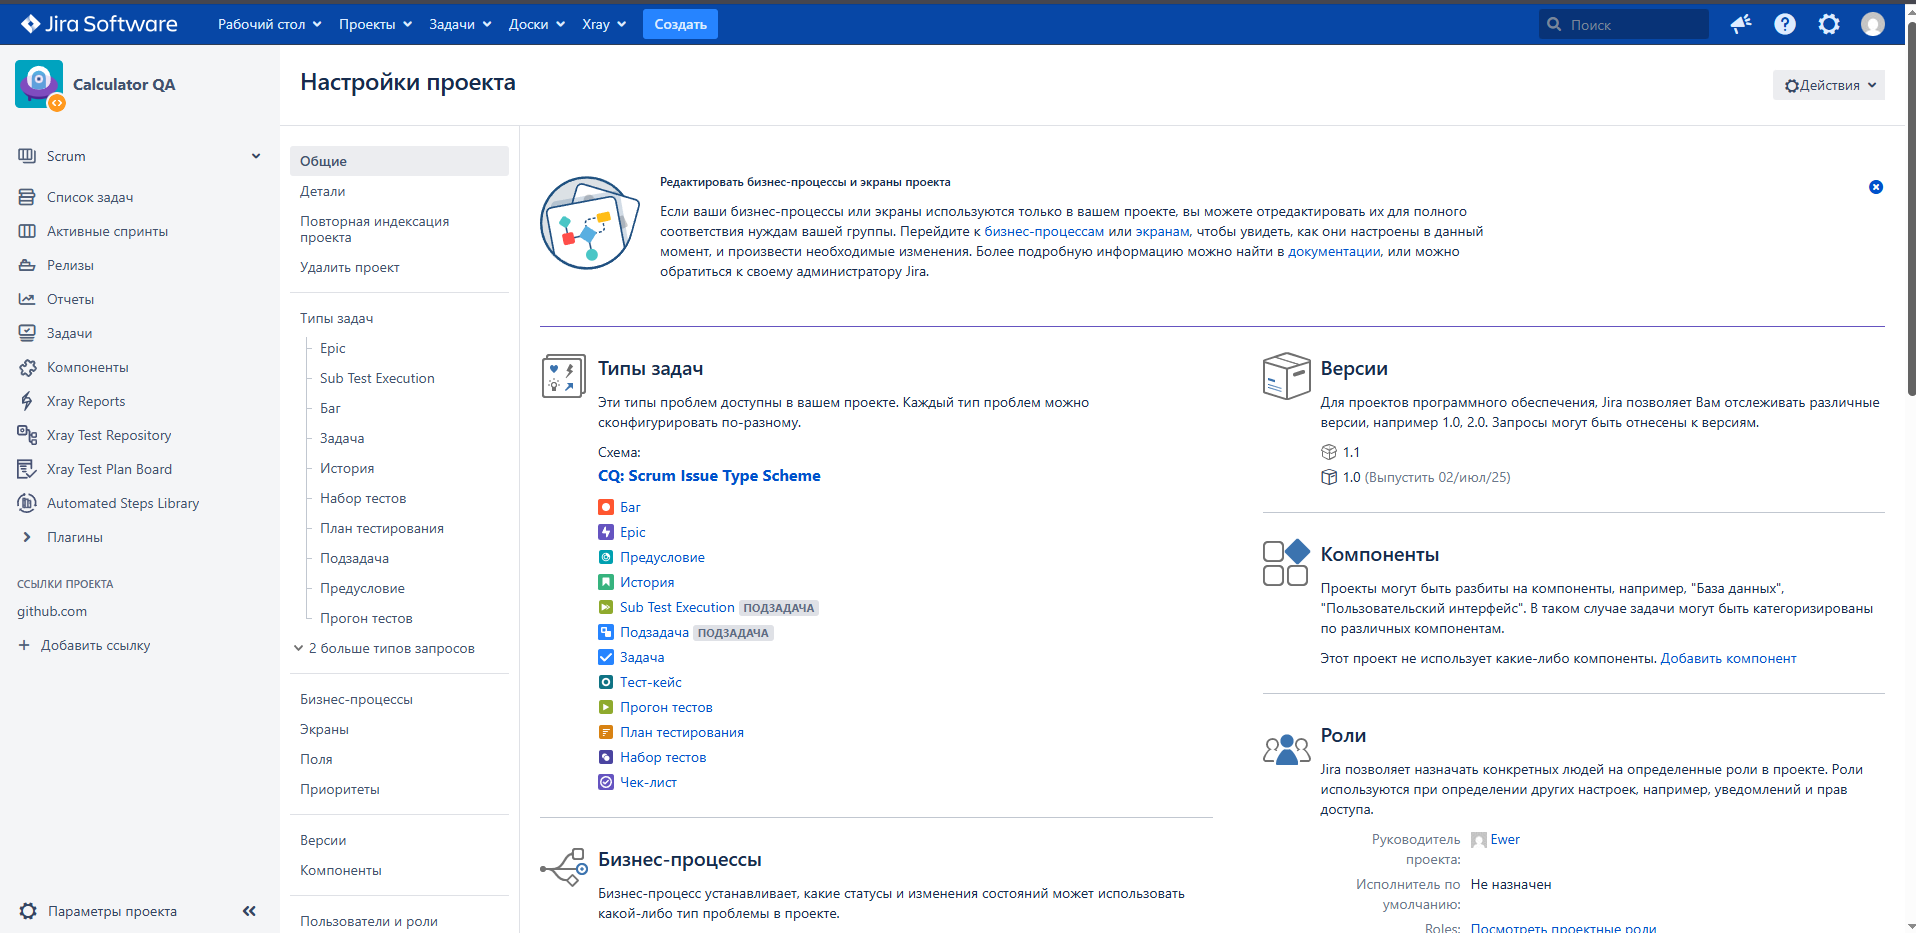 Jira Software
Рабочий стол
Проекты
Задачи
Доски
Xray
Создать
Поиск
Calculator QA
Scrum
Список задач
Активные спринты
Релизы
Отчеты
Задачи
Компоненты
Xray Reports
Xray Test Repository
Xray Test Plan Board
Automated Steps Library
Плагины
ССЫЛКИ ПРОЕКТА
github.com
Добавить ссылку
Параметры проекта
Настройки проекта
Действия
Общие
Детали
Повторная индексация
проекта
Удалить проект
Типы задач
Epic
Sub Test Execution
Баг
Задача
История
Набор тестов
План тестирования
Подзадача
Предусловие
Прогон тестов
2 больше типов запросов
Бизнес-процессы
Экраны
Поля
Приоритеты
Версии
Компоненты
Пользователи и роли
Редактировать бизнес-процессы и экраны проекта
Если ваши бизнес-процессы или экраны используются только в вашем проекте, вы можете отредактировать их для полного
соответствия нуждам вашей группы. Перейдите к бизнес-процессам или экранам, чтобы увидеть, как они настроены в данный
момент, и произвести необходимые изменения. Более подробную информацию можно найти в документации, или можно
обратиться к своему администратору Jira.
Типы задач
Эти типы проблем доступны в вашем проекте. Каждый тип проблем можно
сконфигурировать по-разному.
Схема:
CQ: Scrum Issue Type Scheme
Баг
Epic
Предусловие
История
Sub Test Execution ПОДЗАДАЧА
Подзадача ПОДЗАДАЧА
Задача
Тест-кейс
Прогон тестов
План тестирования
Набор тестов
Чек-лист
Бизнес-процессы
Бизнес-процесс устанавливает, какие статусы и изменения состояний может использовать
какой-либо тип проблемы в проекте.
Версии
Для проектов программного обеспечения, Jira позволяет Вам отслеживать различные
версии, например 1.0, 2.0. Запросы могут быть отнесены к версиям.
1.1
1.0 (Выпустить 02/июл/25)
Компоненты
Проекты могут быть разбиты на компоненты, например, "База данных",
"Пользовательский интерфейс". В таком случае задачи могут быть категоризированы
по различных компонентам.
Этот проект не использует какие-либо компоненты. Добавить компонент
Роли
Jira позволяет назначать конкретных людей на определенные роли в проекте. Роли
используются при определении других настроек, например, уведомлений и прав
доступа.
Руководитель
проекта:
Ewer
Исполнитель по
умолчанию:
Не назначен
Roles: Посмотреть проектные роли